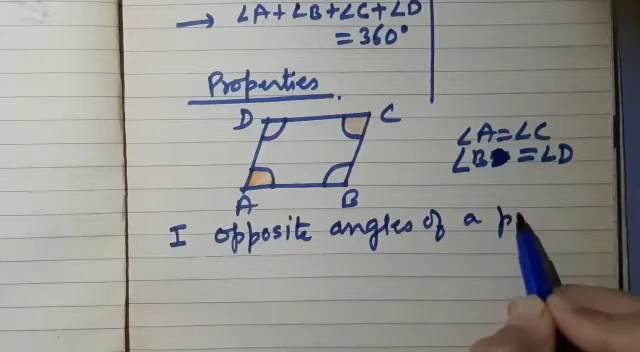 → ∠A+∠B+∠C+∠D
= 360°
Properties.
D C
∠A=∠C
∠B = ∠D
A B
I opposite angles of a p